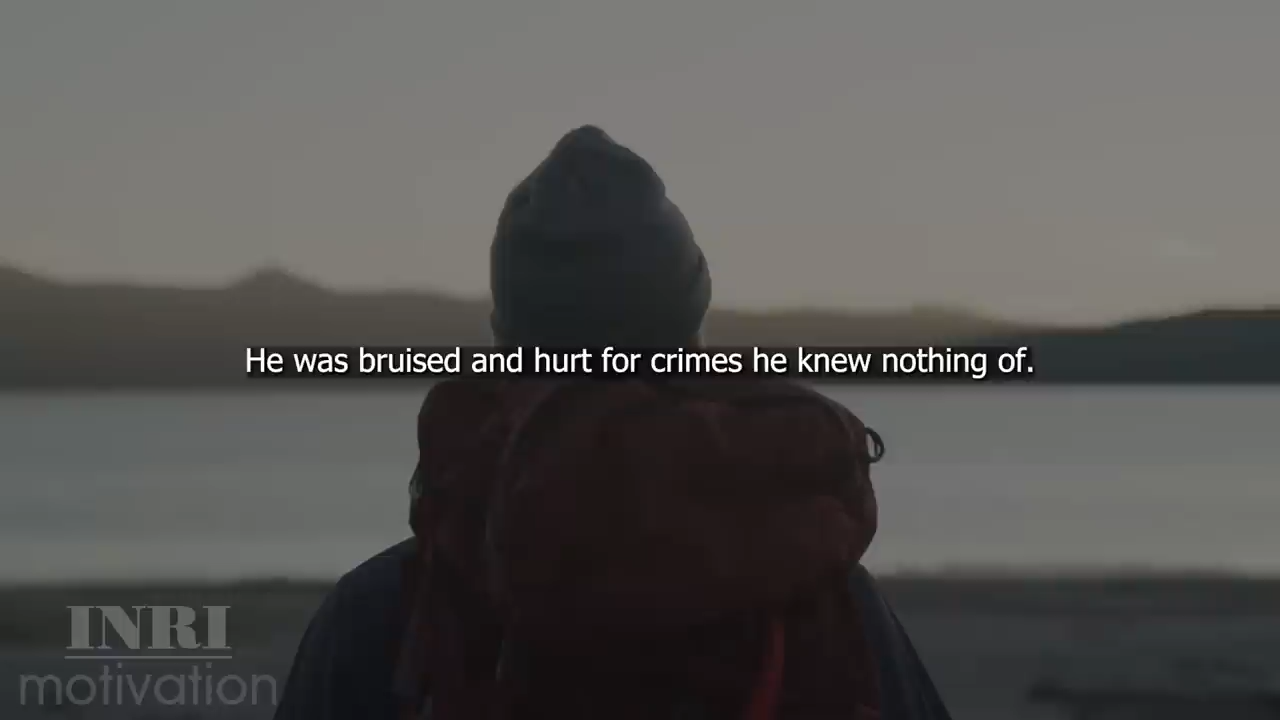 He was bruised and hurt for crimes he knew nothing of.
INRI
motivation